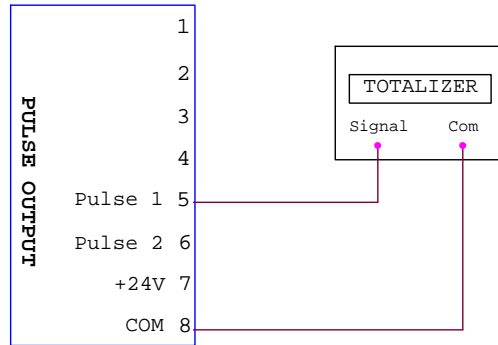 PULSE OUTPUT
1
2
3
4
Pulse 1 5
Pulse 2 6
+24V 7
COM 8
TOTALIZER
Signal Com